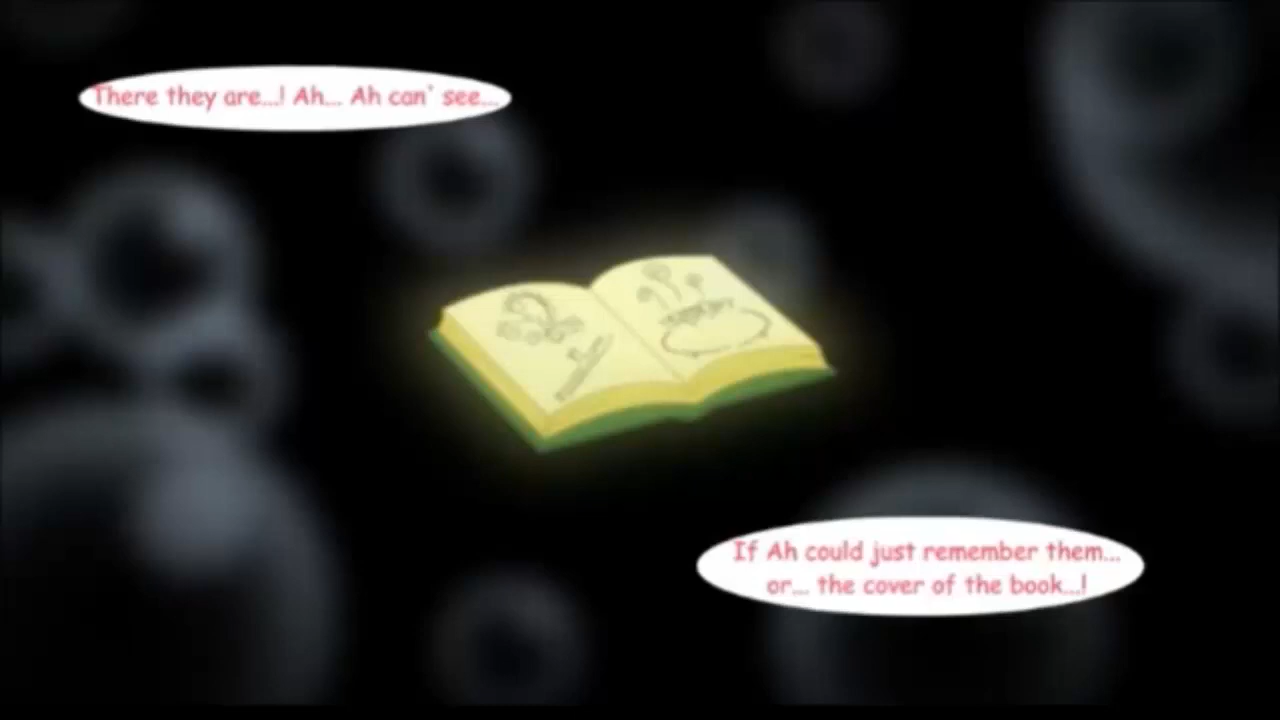 There they are...! Ah... Ah can' see...
If Ah could just remember them...
or... the cover of the book...!